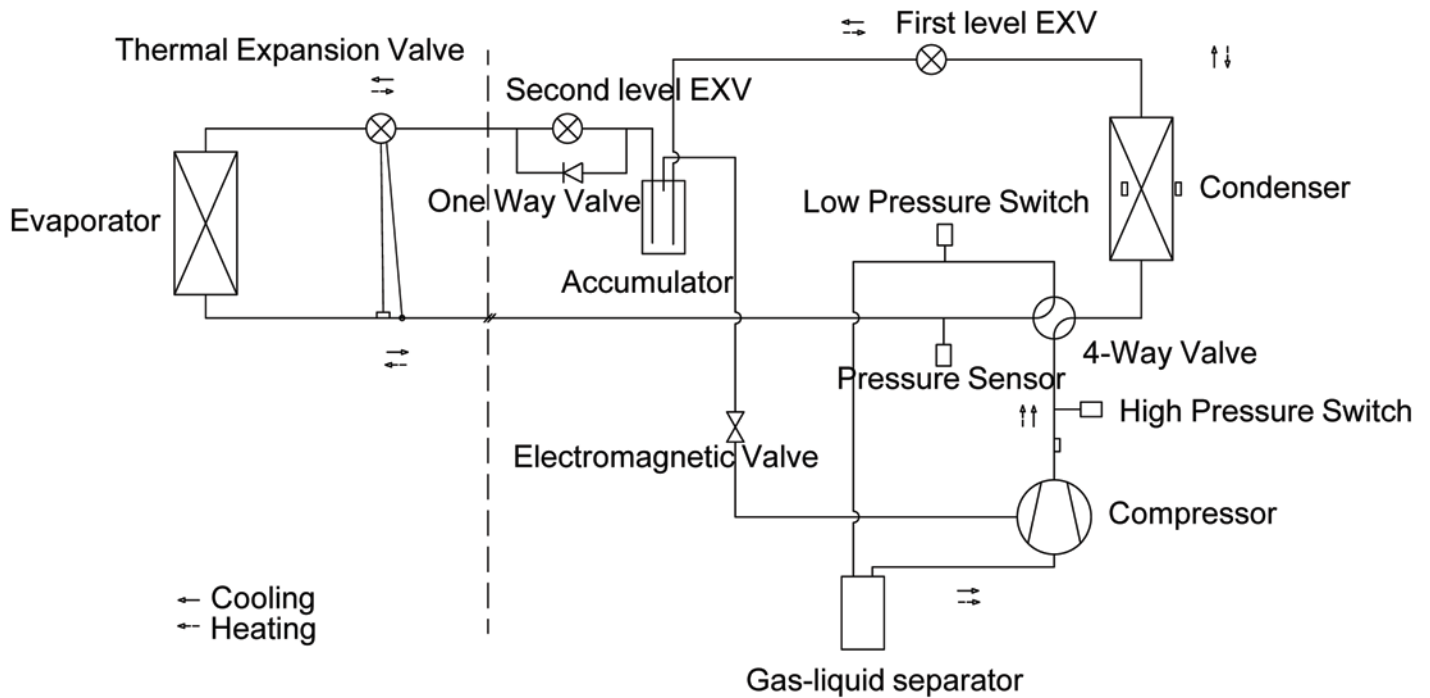 First level EXV
Thermal Expansion Valve
Second level EXV
One Way Valve
Low Pressure Switch
Condenser
Evaporator
Accumulator
4-Way Valve
Pressure Sensor
High Pressure Switch
Electromagnetic Valve
Compressor
Cooling
Heating
Gas-liquid separator